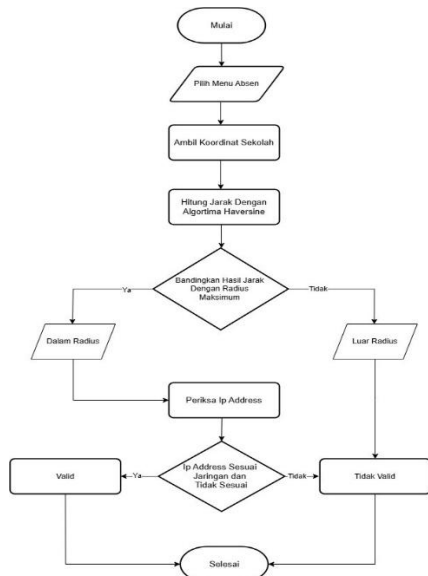 Mulai
Pilih Menu Absen
Ambil Koordinat Sekolah
Hitung Jarak Dengan
Algortima Haversine
Bandingkan Hasil Jarak
Dengan Radius
Maksimum
Ya
Tidak
Dalam Radius
Luar Radius
Periksa Ip Address
Ip Address Sesuai
Jaringan dan
Tidak Sesuai
Ya
Tidak
Valid
Tidak Valid
Selesai